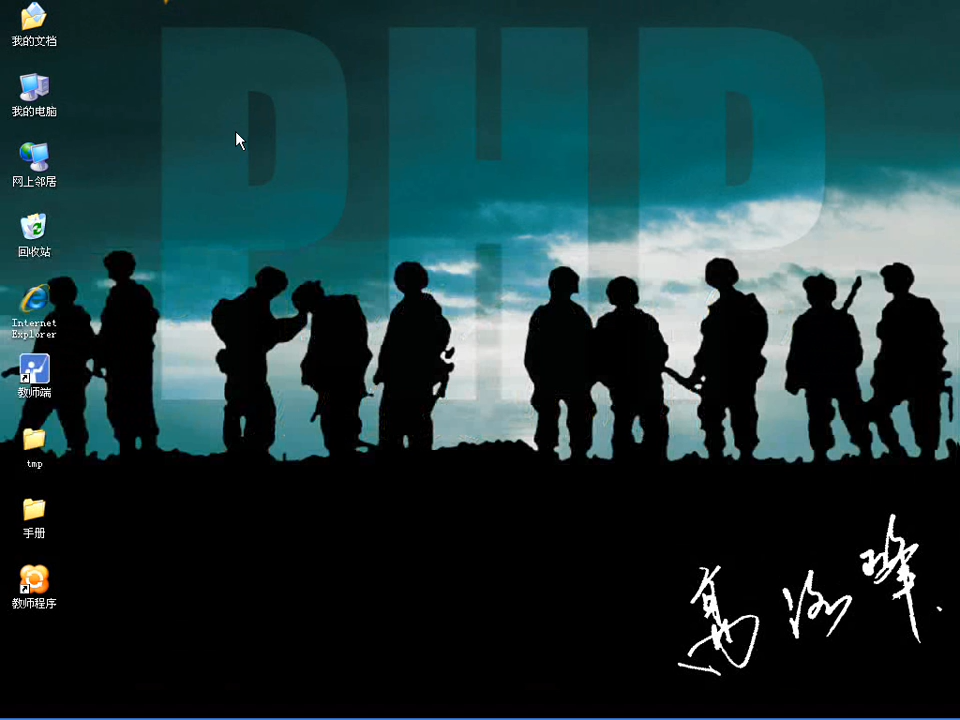 PHP
我的文档
我的电脑
网上邻居
回收站
Internet
Explorer
教师端
tmp
手册
教师程序